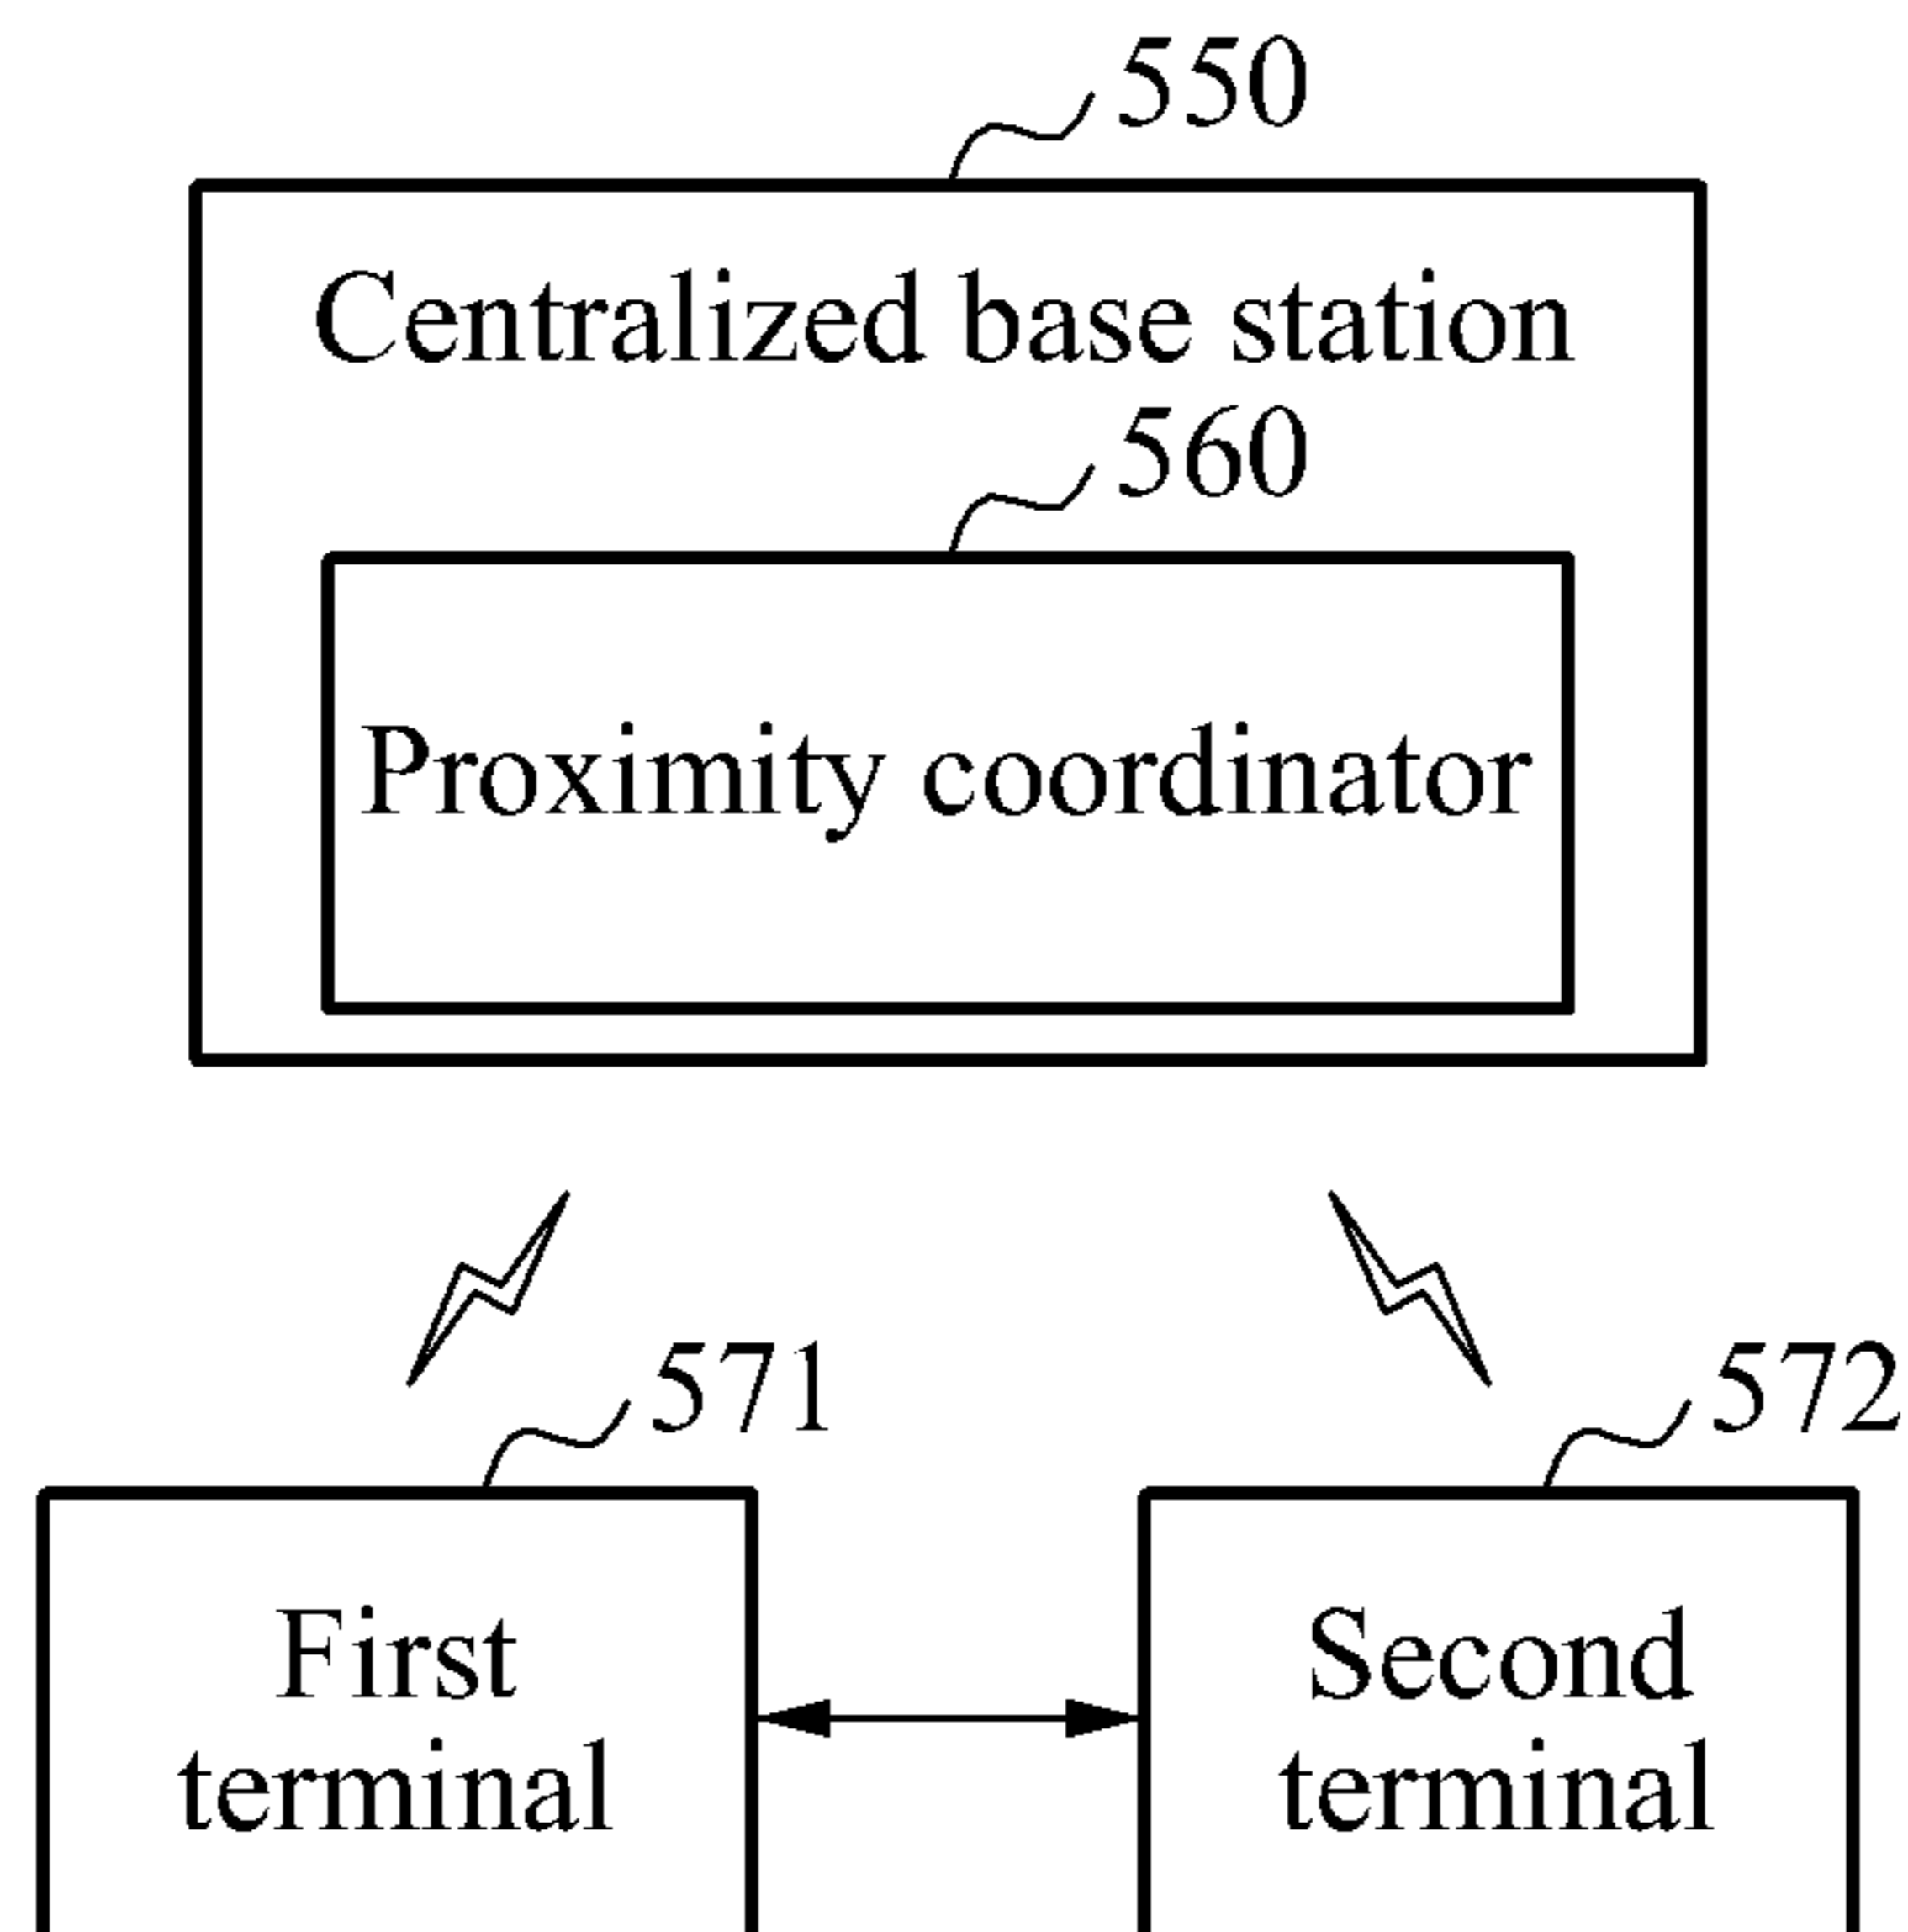 550
Centralized base station
560
Proximity coordinator
571
572
First
terminal
Second
terminal